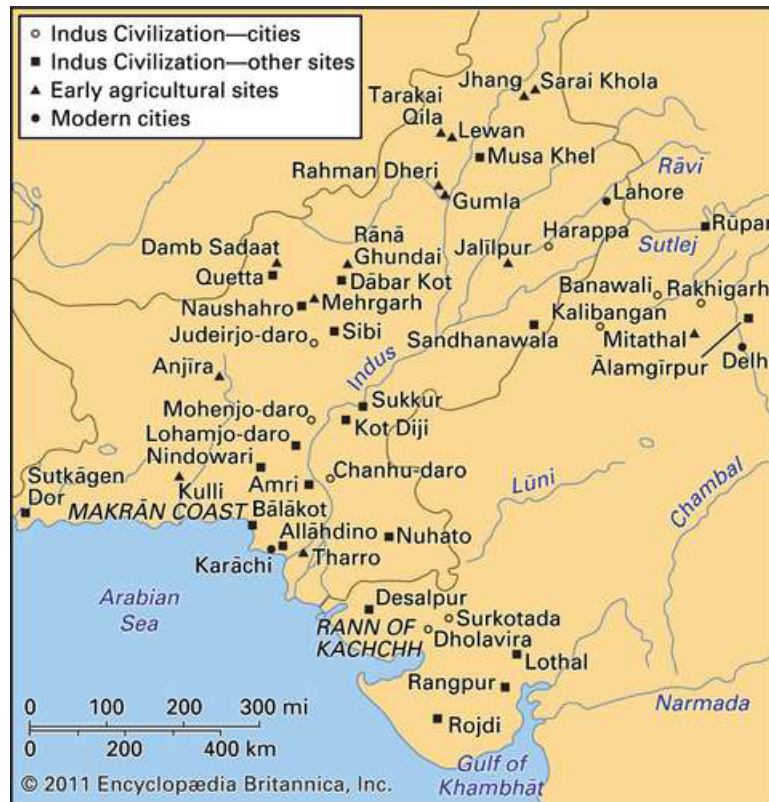 Indus Civilization—cities
Indus Civilization—other sites
Early agricultural sites
Modern cities
Jhang
Sarai Khola
Tarakai
Qila
Lewan
Musa Khel
Rāvi
Rahman Dheri
Gumla
Lahore
Harappa
Rūpar
Sutlej
Rānā
Ghundai
Damb Sadaat
Jalīlpur
Quetta
Dābar Kot
Banawali
Rakhigarh
Mehrgarh
Naushahro
Kalibangan
Sibi
Judeirjo-daro
Sandhanawala
Mitathal
Ālamgīrpur
Delh
Anjīra
Indus
Sukkur
Mohenjo-daro
Kot Diji
Lohamjo-daro
Nindowari
Chanhu-daro
Lūni
Chambal
Sutkāgen
Dor
Kulli
Amri
MAKRĀN COAST
Bālākot
Allāhdino
Nuhato
Karāchi
Tharro
Arabian
Sea
Desalpur
RANN OF
KACHCHH
Surkotada
Dholavira
Lothal
Rangpur
Narmada
Rojdi
0 100 200 300 mi
0 200 400 km
Gulf of
Khambhāt
© 2011 Encyclopædia Britannica, Inc.